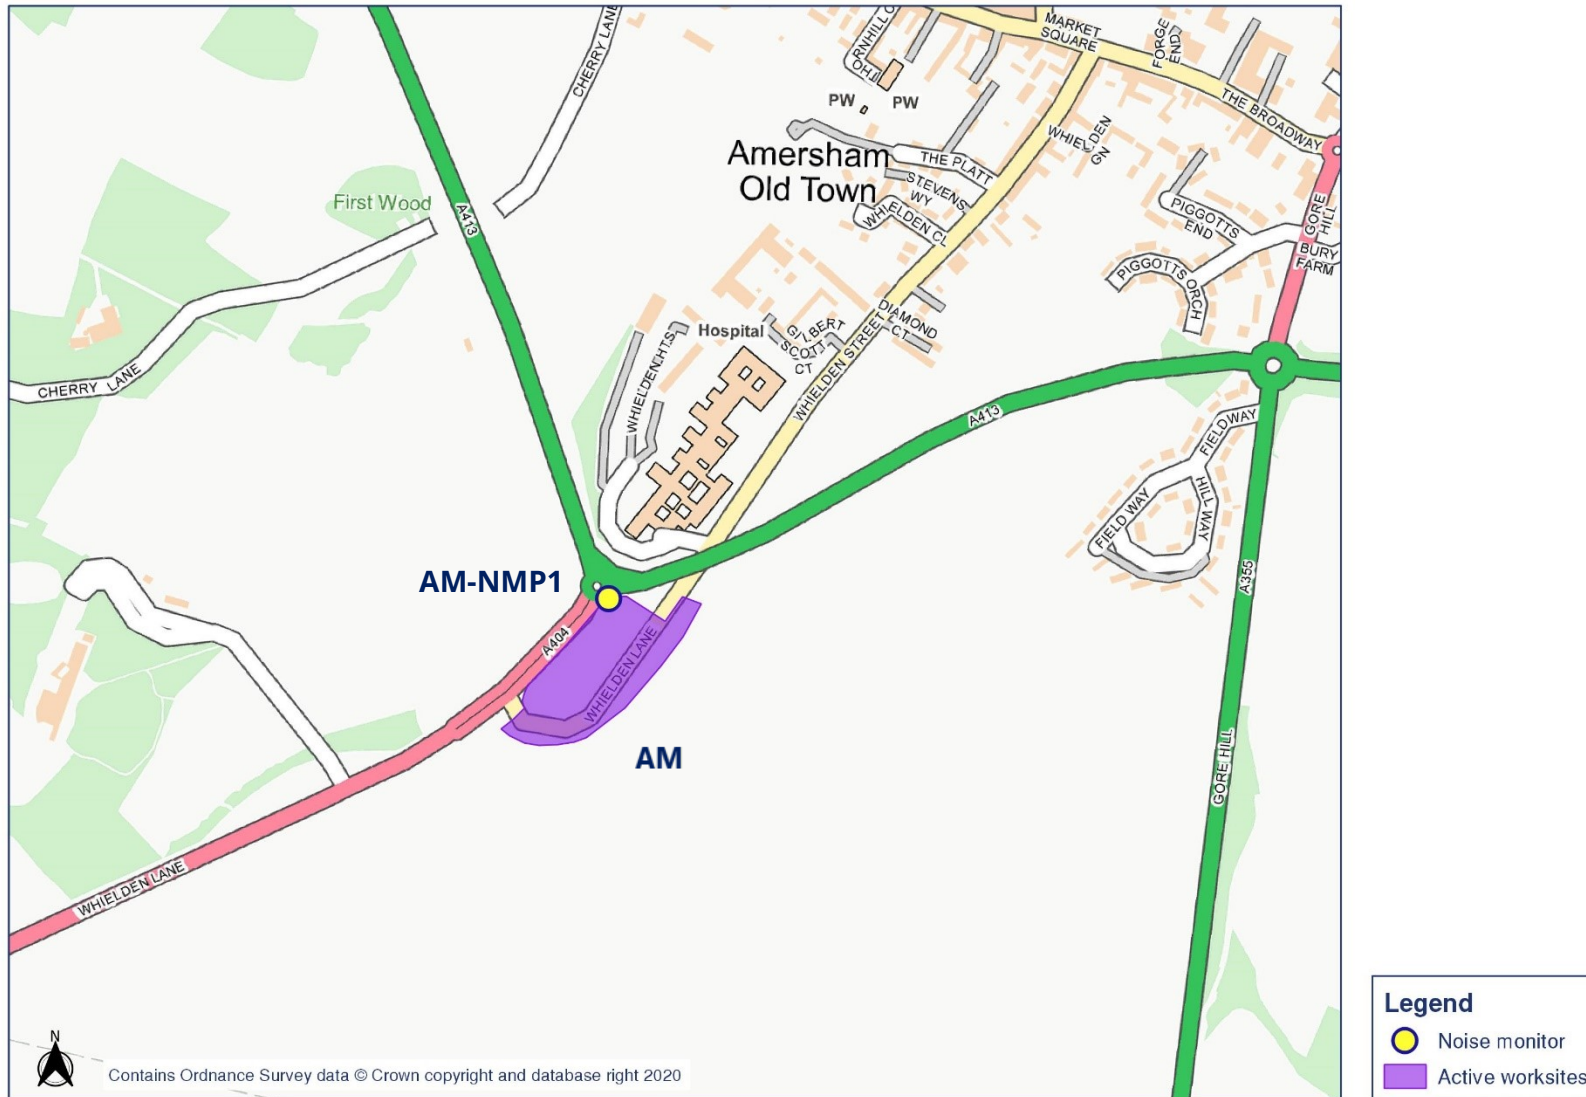 MARKET
SQUARE
FORGE
END
CHERRY LANE
THORNHILL C
THE BROADWAY
PW
PW
WHIELDEN
GN
Amersham
Old Town
THE PLATT
STEVENS
WY
WHIELDEN CL
First Wood
A413
PIGGOTTS
END
GORE
HILL
BURY
FARM
PIGGOTTS ORCH
DIAMOND
CT
Hospital
GILBERT
SCOTT
CT
WHIELDEN HTS
WHIELDEN STREET
CHERRY LANE
A413
FIELDWAY
FIELD WAY
HILL WAY
A355
AM-NMP1
A404
WHIELDEN LANE
AM
GORE HILL
WHIELDEN LANE
N
Contains Ordnance Survey data © Crown copyright and database right 2020
Legend
Noise monitor
Active worksites